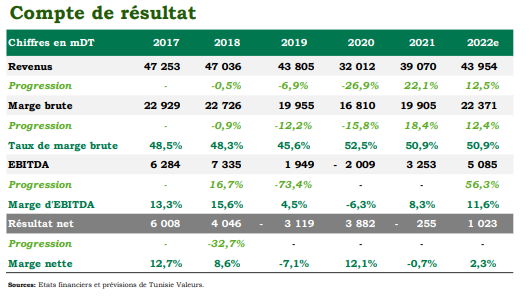 Compte de résultat
Chiffres en mDT 2017 2018 2019 2020 2021 2022e
Revenus 47 253 47 036 43 805 32 012 39 070 43 954
Progression - -0,5% -6,9% -26,9% 22,1% 12,5%
Marge brute 22 929 22 726 19 955 16 810 19 905 22 371
Progression - -0,9% -12,2% -15,8% 18,4% 12,4%
Taux de marge brute 48,5% 48,3% 45,6% 52,5% 50,9% 50,9%
EBITDA 6 284 7 335 1 949 - 2 009 3 253 5 085
Progression - 16,7% -73,4% - - 56,3%
Marge d'EBITDA 13,3% 15,6% 4,5% -6,3% 8,3% 11,6%
Résultat net 6 008 4 046 - 3 119 3 882 - 255 1 023
Progression - -32,7% - - - -
Marge nette 12,7% 8,6% -7,1% 12,1% -0,7% 2,3%
Sources: Etats financiers et prévisions de Tunisie Valeurs.